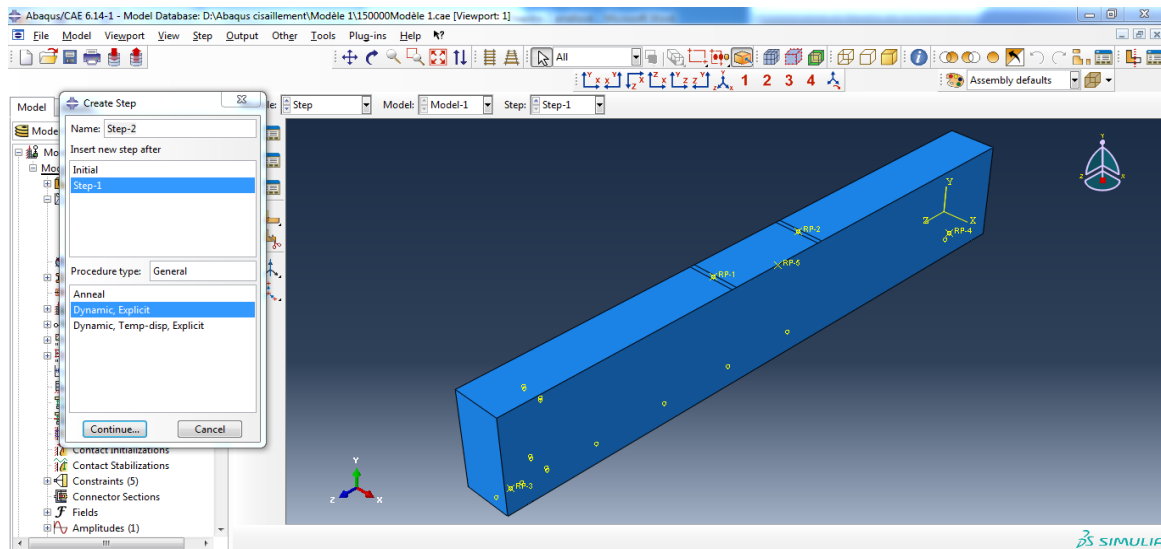 Abaqus/CAE 6.14-1 - Model Database: D:\Abaqus cisaillement\Modèle 1\150000Modèle 1.cae [Viewport: 1]
File Model Viewport View Step Output Other Tools Plug-ins Help
All
1 2 3 4
Assembly defaults
Model
Create Step
le: Step Model: Model-1 Step: Step-1
Name: Step-2
Insert new step after
Initial
Step-1
Procedure type: General
Anneal
Dynamic, Explicit
Dynamic, Temp-disp, Explicit
Continue... Cancel
Contact Initializations
Contact Stabilizations
Constraints (5)
Connector Sections
Fields
Amplitudes (1)
RP-2
RP-1
RP-5
RP-4
RP-3
Y
Z
X
Y
Z
X
Y
Z
X
SIMULIA